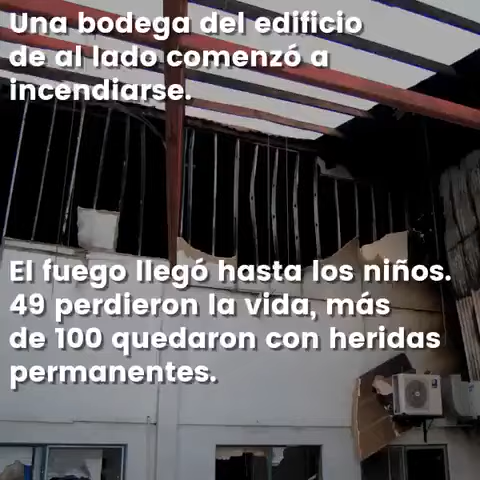 Una bodega del edificio
de al lado comenzó a
incendiarse.
El fuego llegó hasta los niños.
49 perdieron la vida, más
de 100 quedaron con heridas
permanentes.